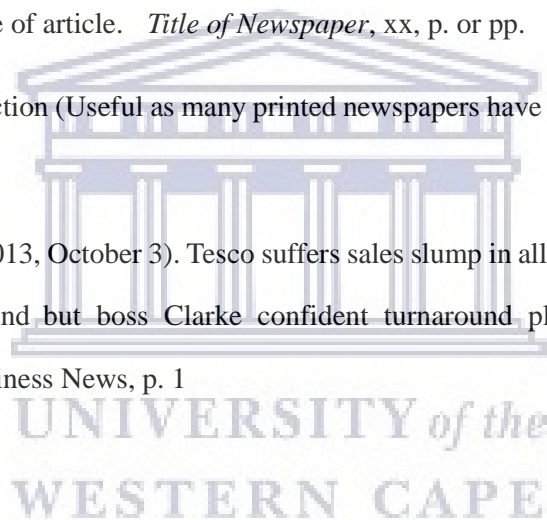 e of article. Title of Newspaper, xx, p. or pp.
ction (Useful as many printed newspapers have
013, October 3). Tesco suffers sales slump in all
nd but boss Clarke confident turnaround pl
iness News, p. 1
UNIVERSITY of the
WESTERN CAPE